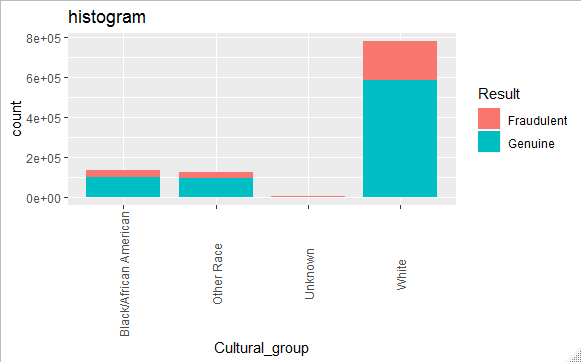 histogram
8e+05
6e+05
4e+05
2e+05
0e+00
count
Black/African American
Other Race
Unknown
White
Cultural_group
Result
Fraudulent
Genuine